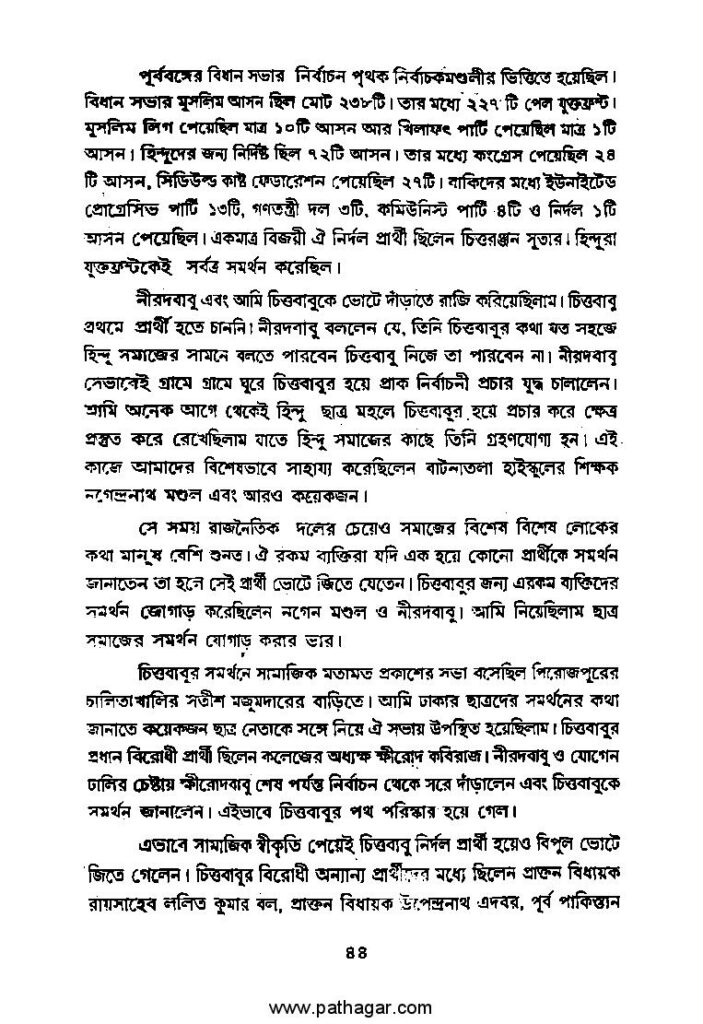 পূর্ববঙ্গের বিধান সভার নির্বাচন পৃথক নির্বাচকমণ্ডলীর ভিত্তিতে হয়েছিল।
বিধান সভার মুসলিম আসন ছিল মোট ২৩৮টি। তার মধ্যে ২২৭ টি পেল যুক্তফ্রন্ট।
মুসলিম লিগ পেয়েছিল মাত্র ১০টি আসন আর খিলাফৎ পার্টি পেয়েছিল মাত্র ১টি
আসন। হিন্দুদের জন্য নির্দিষ্ট ছিল ৭২টি আসন। তার মধ্যে কংগ্রেস পেয়েছিল ২৪
টি আসন, সিডিউল্ড কাষ্ট ফেডারেশন পেয়েছিল ২৭টি। বাকিদের মধ্যে ইউনাইটেড
প্রোগ্রেসিভ পার্টি ১৩টি, গণতন্ত্রী দল ৩টি, কমিউনিস্ট পার্টি ৪টি ও নির্দল ১টি
আসন পেয়েছিল। একমাত্র বিজয়ী ঐ নির্দল প্রার্থী ছিলেন চিত্তরঞ্জন সূতার। হিন্দুরা
যুক্তফ্রন্টকেই সর্বত্র সমর্থন করেছিল।
নীরদবাবু এবং আমি চিত্তবাবুকে ভোটে দাঁড়াতে রাজি করিয়েছিলাম। চিত্তবাবু
প্রথমে প্রার্থী হতে চাননি। নীরদবাবু বললেন যে, তিনি চিত্তবাবুর কথা যত সহজে
হিন্দু সমাজের সামনে বলতে পারবেন চিত্তবাবু নিজে তা পারবেন না। নীরদবাবু
সেভাবেই গ্রামে গ্রামে ঘুরে চিত্তবাবুর হয়ে প্রাক নির্বাচনী প্রচার যুদ্ধ চালালেন।
আমি অনেক আগে থেকেই হিন্দু ছাত্র মহলে চিত্তবাবুর হয়ে প্রচার করে ক্ষেত্র
প্রস্তুত করে রেখেছিলাম যাতে হিন্দু সমাজের কাছে তিনি গ্রহণযোগ্য হন। এই
কাজে আমাদের বিশেষভাবে সাহায্য করেছিলেন বাটনাতলা হাইস্কুলের শিক্ষক
নগেন্দ্রনাথ মণ্ডল এবং আরও কয়েকজন।
সে সময় রাজনৈতিক দলের চেয়েও সমাজের বিশেষ বিশেষ লোকের
কথা মানুষ বেশি শুনত। ঐ রকম ব্যক্তিরা যদি এক হয়ে কোনো প্রার্থীকে সমর্থন
জানাতেন তা হলে সেই প্রার্থী ভোটে জিতে যেতেন। চিত্তবাবুর জন্য এরকম ব্যক্তিদের
সমর্থন জোগাড় করেছিলেন নগেন মণ্ডল ও নীরদবাবু। আমি নিয়েছিলাম ছাত্র
সমাজের সমর্থন যোগাড় করার ভার।
চিত্তবাবুর সমর্থনে সামাজিক মতামত প্রকাশের সভা বসেছিল পিরোজপুরের
চালিতাখালির সতীশ মজুমদারের বাড়িতে। আমি ঢাকার ছাত্রদের সমর্থনের কথা
জানাতে কয়েকজন ছাত্র নেতাকে সঙ্গে নিয়ে ঐ সভায় উপস্থিত হয়েছিলাম। চিত্তবাবুর
প্রধান বিরোধী প্রার্থী ছিলেন কলেজের অধ্যক্ষ ক্ষীরোদ কবিরাজ। নীরদবাবু ও যোগেন
ঢালির চেষ্টায় ক্ষীরোদবাবু শেষ পর্যন্ত নির্বাচন থেকে সরে দাঁড়ালেন এবং চিত্তবাবুকে
সমর্থন জানালেন। এইভাবে চিত্তবাবুর পথ পরিস্কার হয়ে গেল।
এভাবে সামাজিক স্বীকৃতি পেয়েই চিত্তবাবু নির্দল প্রার্থী হয়েও বিপুল ভোটে
জিতে গেলেন। চিত্তবাবুর বিরোধী অন্যান্য প্রার্থীদের মধ্যে ছিলেন প্রাক্তন বিধায়ক
রায়সাহেব ললিত কুমার বল, প্রাক্তন বিধায়ক উপেন্দ্রনাথ এদবর, পূর্ব পাকিস্তান
৪৪
www.pathagar.com